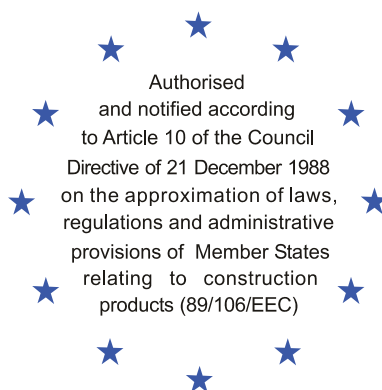 Authorised
and notified according
to Article 10 of the Council
Directive of 21 December 1988
on the approximation of laws,
regulations and administrative
provisions of Member States
relating to construction
products (89/106/EEC)